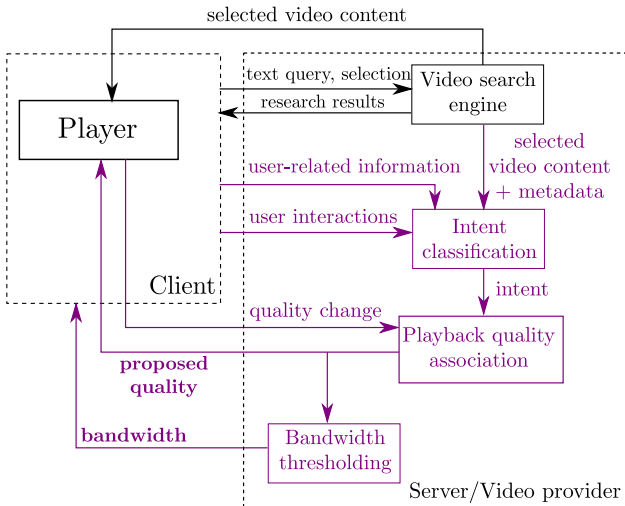 selected video content
text query, selection
research results
Video search
engine
Player
selected
video content
+ metadata
user-related information
user interactions
Intent
classification
Client
intent
quality change
Playback quality
association
proposed
quality
bandwidth
Bandwidth
thresholding
Server/Video provider